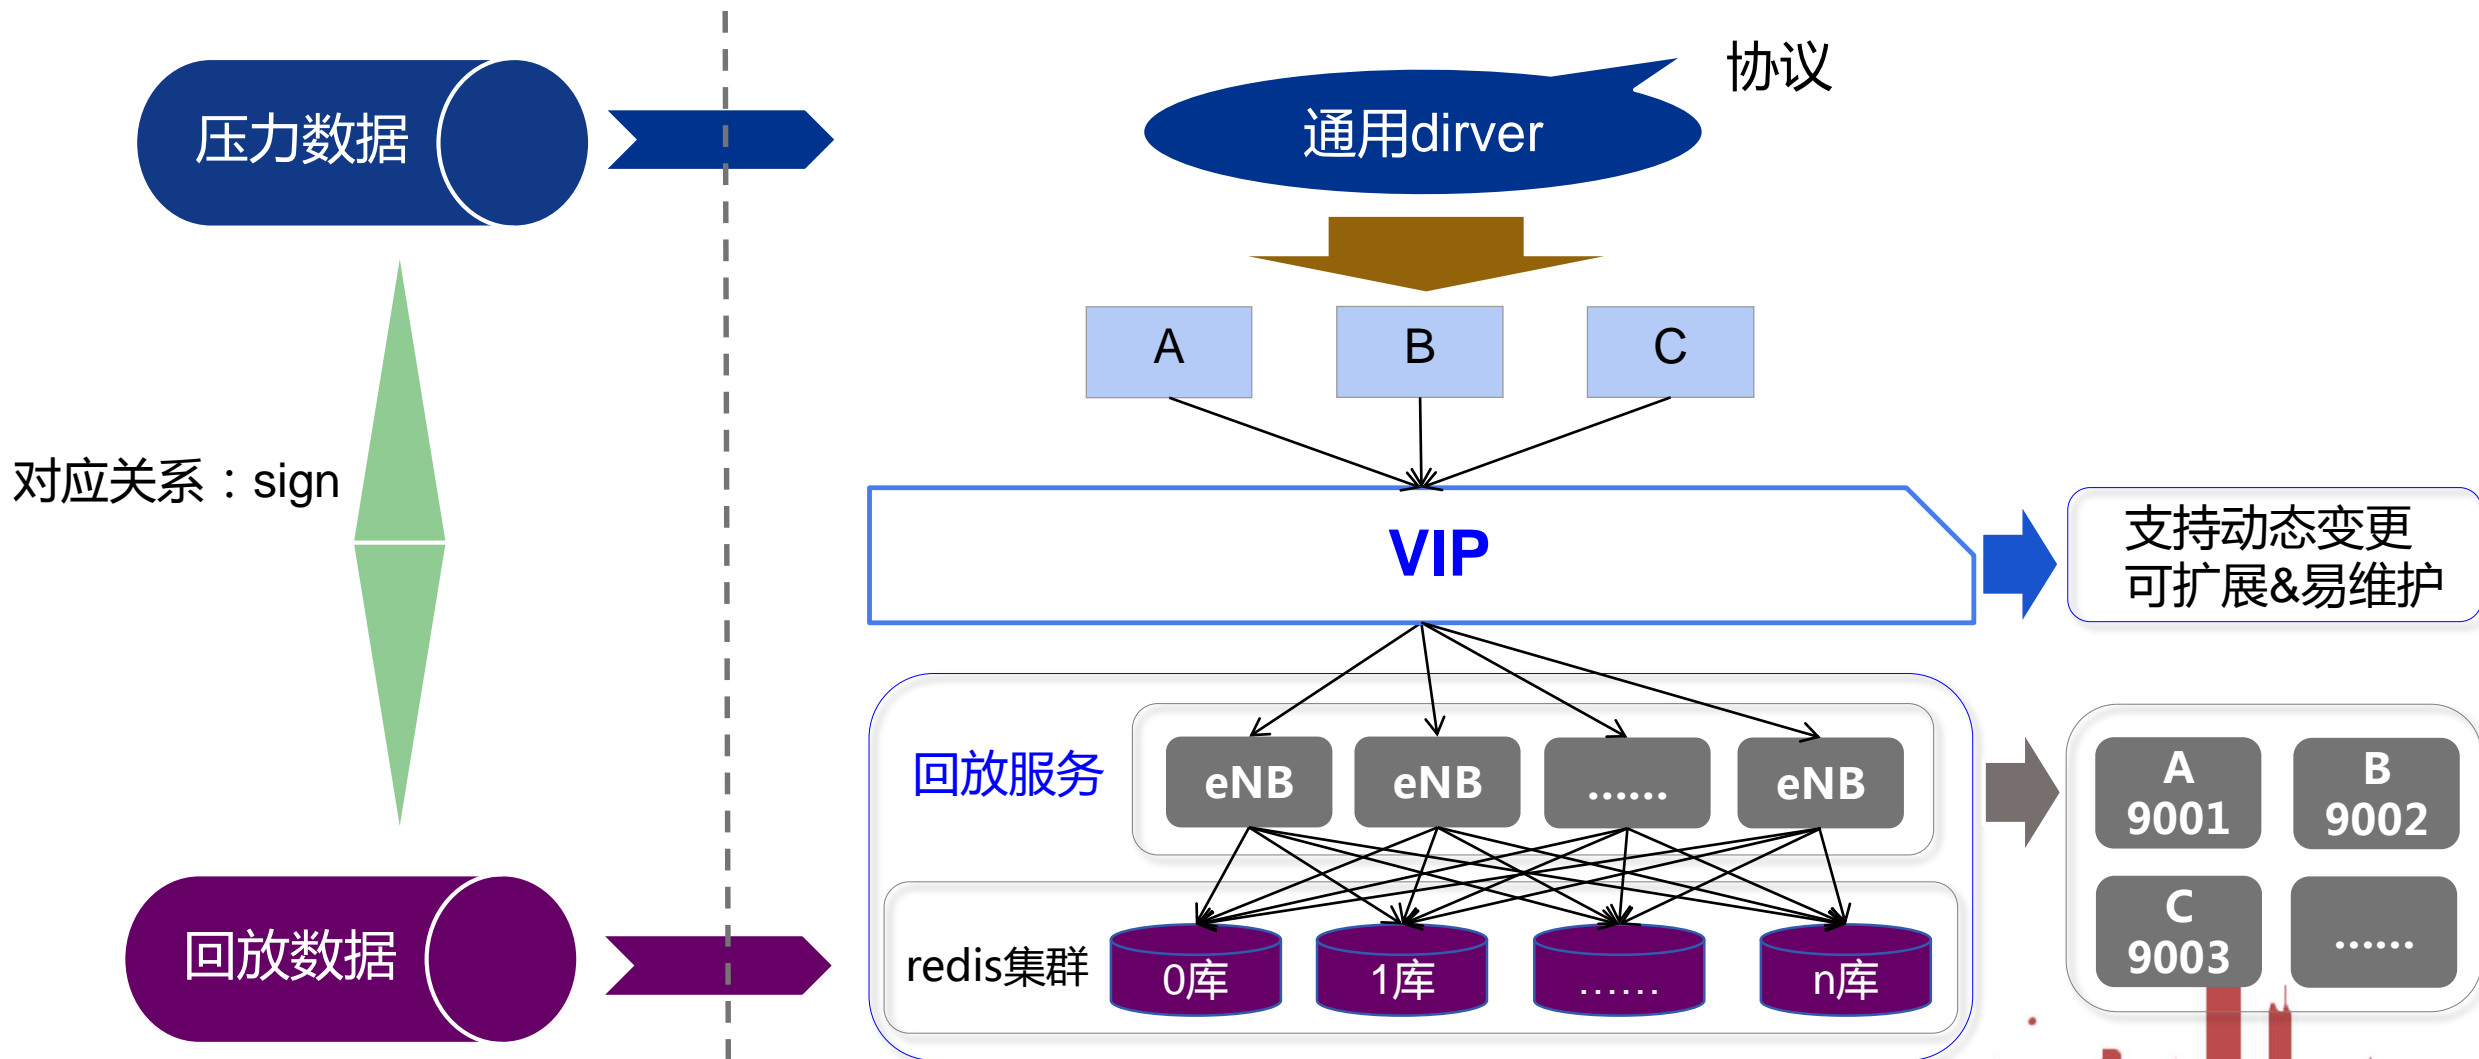 协议
压力数据
通用dirver
A
B
C
对应关系：sign
VIP
支持动态变更
可扩展&易维护
回放服务
eNB
eNB
……
eNB
A
9001
B
9002
C
9003
……
回放数据
redis集群
0库
1库
……
n库